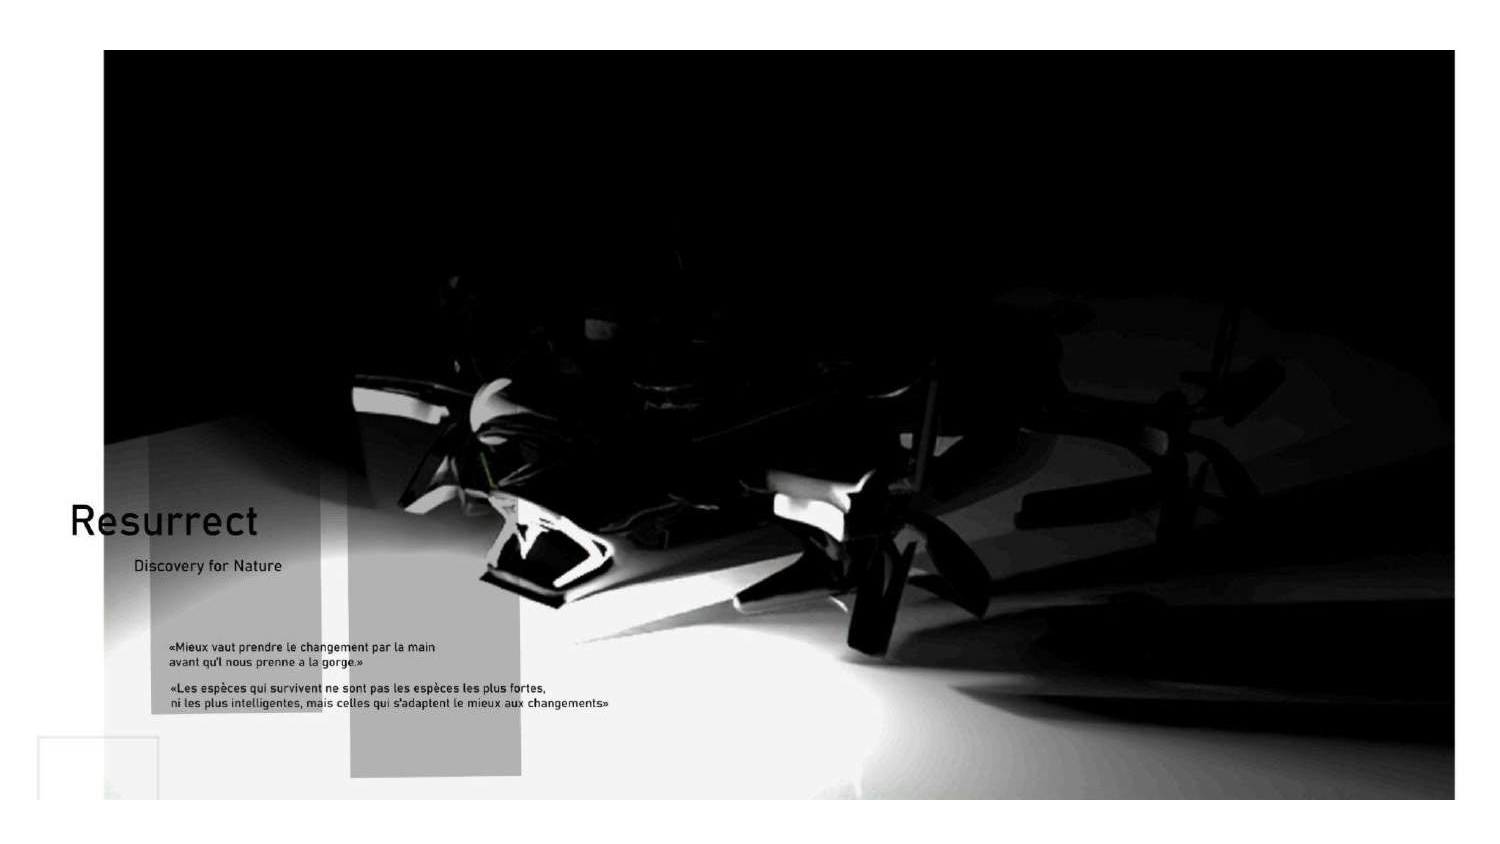 Resurrect
Discovery for Nature
«Mieux vaut prendre le changement par la main
avant qu'l nous prenne a la gorge.»
«Les espèces qui survivent ne sont pas les espèces les plus fortes,
ni les plus intelligentes, mais celles qui s'adaptent le mieux aux changements»